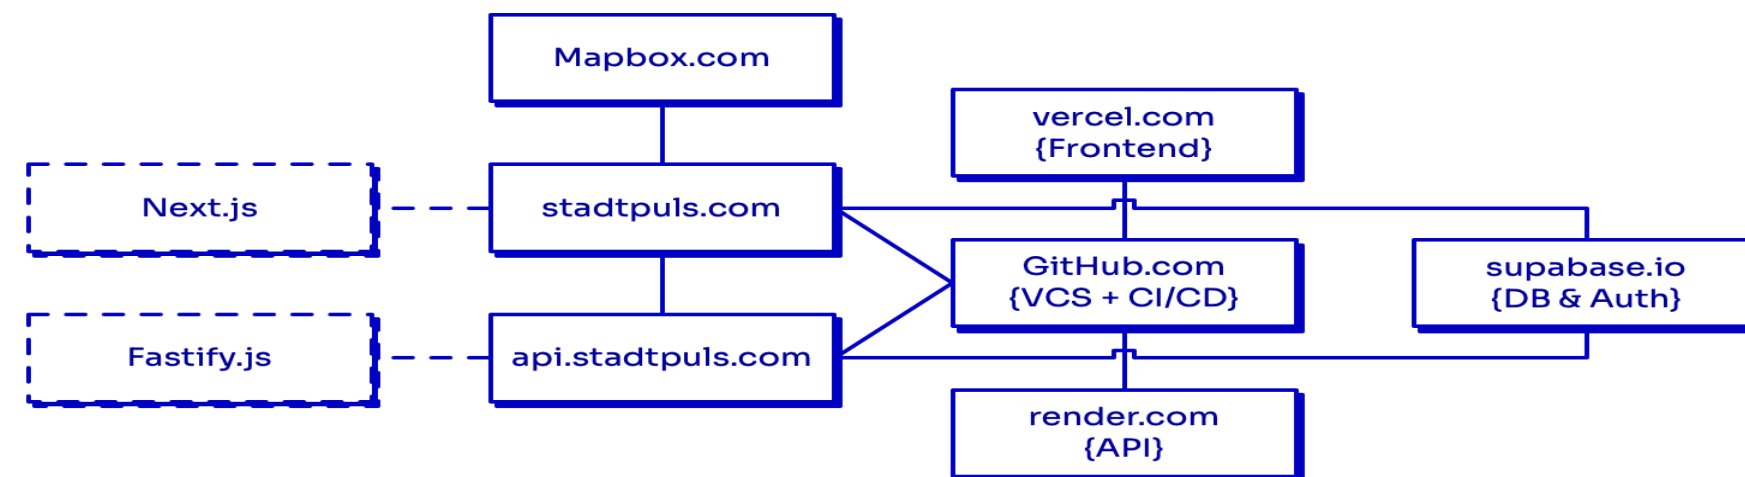 Mapbox.com
vercel.com
{Frontend}
Next.js
stadtpuls.com
GitHub.com
{VCS + CI/CD}
supabase.io
{DB & Auth}
Fastify.js
api.stadtpuls.com
render.com
{API}